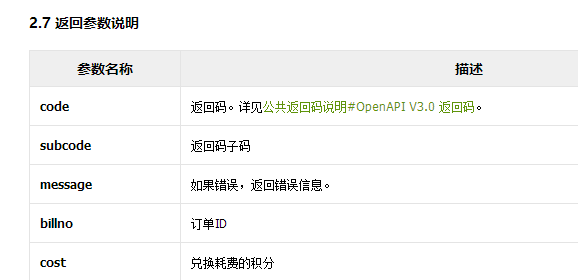 2.7 返回参数说明
参数名称 描述
code 返回码。详见公共返回码说明#OpenAPI V3.0 返回码。
subcode 返回码子码
message 如果错误，返回错误信息。
billno 订单ID
cost 兑换耗费的积分